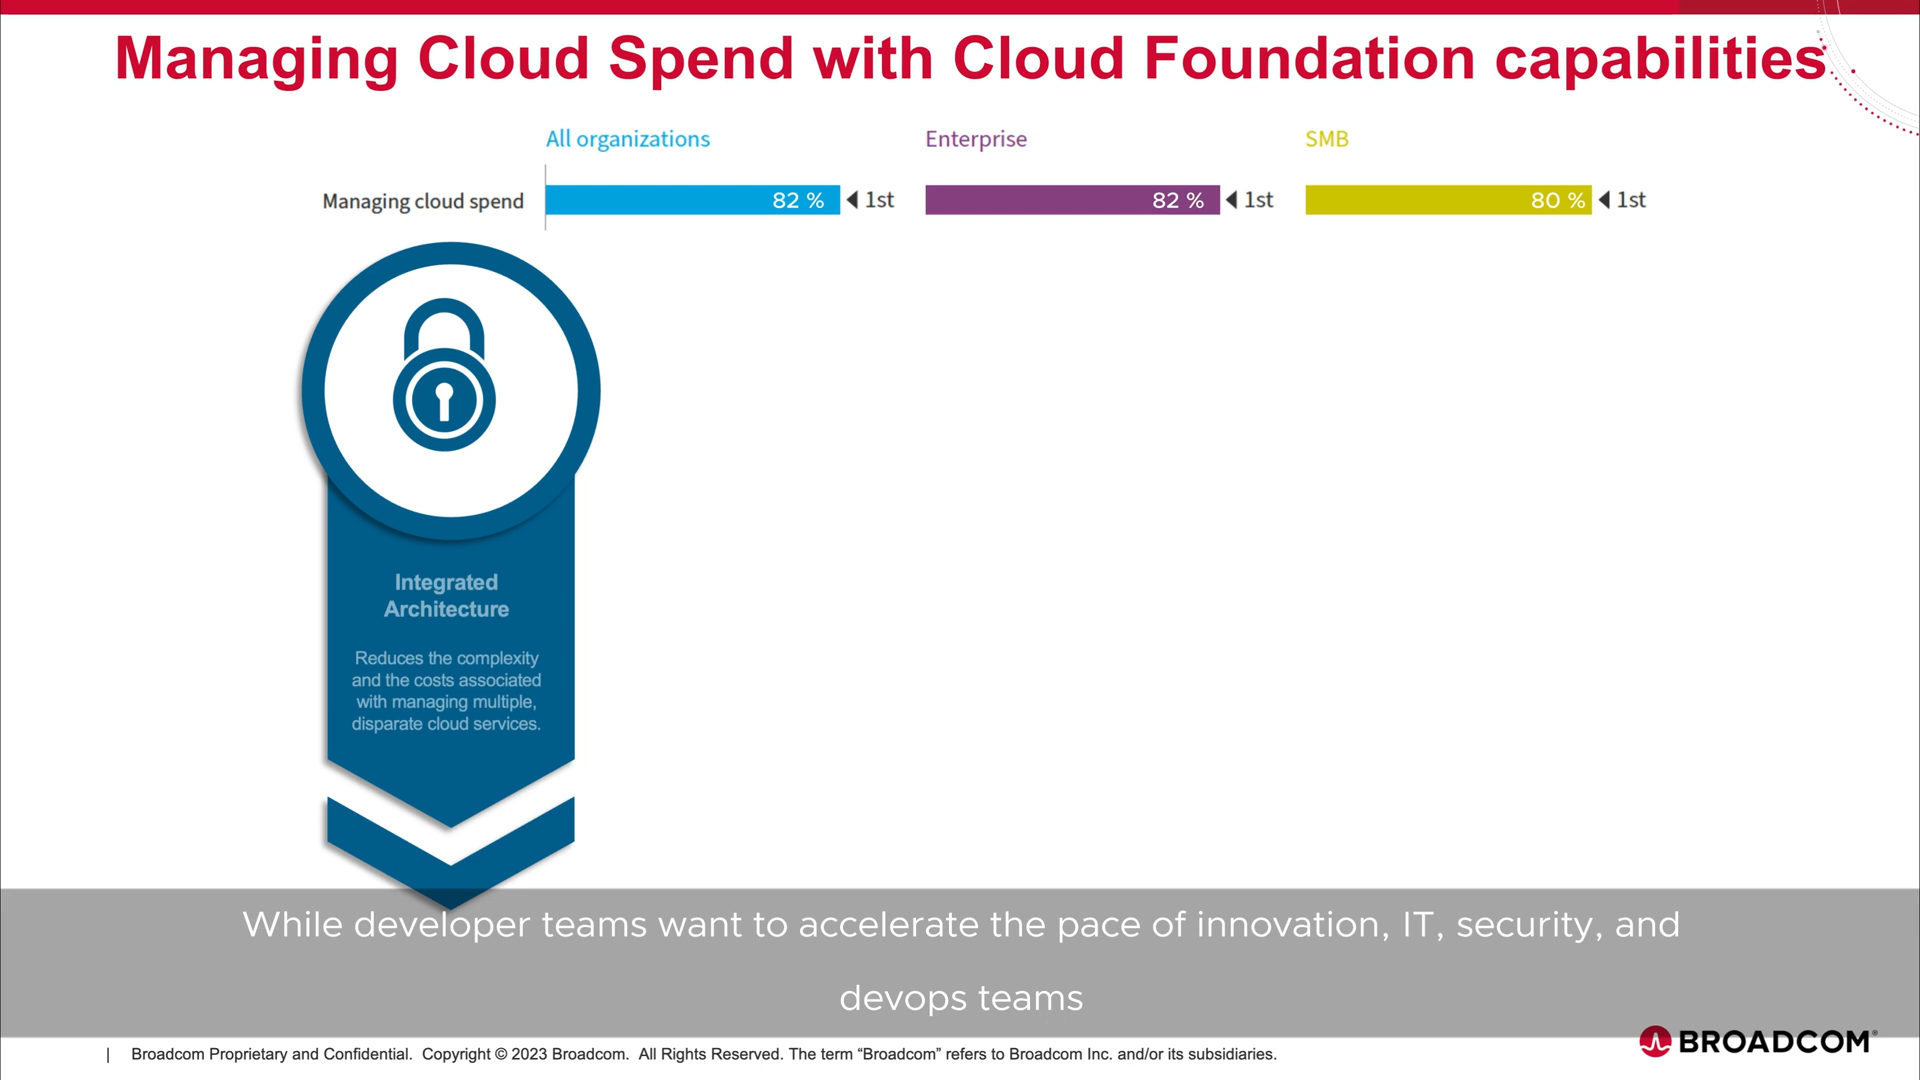 Managing Cloud Spend with Cloud Foundation capabilities
All organizations
Enterprise
SMB
Managing cloud spend
82 %
1st
82 %
1st
80 %
1st
Integrated
Architecture
Reduces the complexity
and the costs associated
with managing multiple,
disparate cloud services.
While developer teams want to accelerate the pace of innovation, IT, security, and
devops teams
| Broadcom Proprietary and Confidential. Copyright © 2023 Broadcom. All Rights Reserved. The term “Broadcom” refers to Broadcom Inc. and/or its subsidiaries.
BROADCOM®